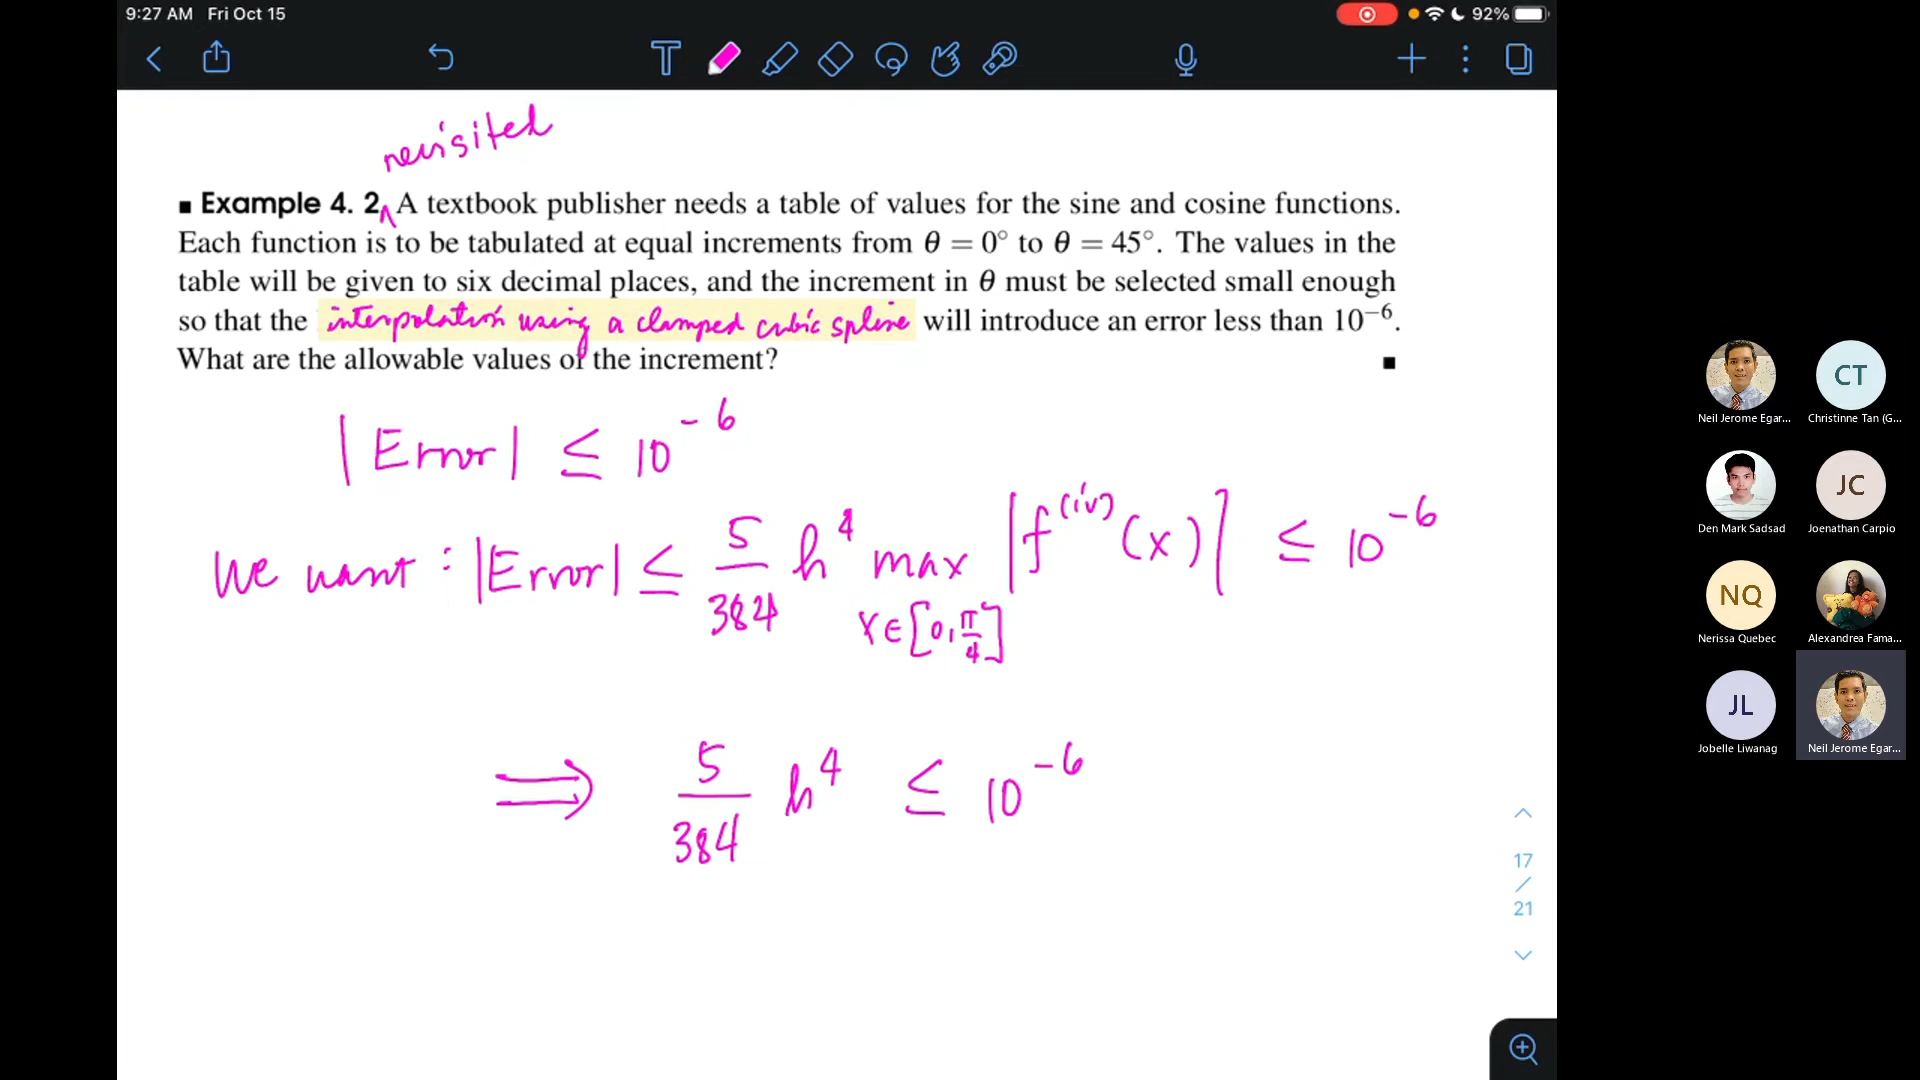 9:27 AM Fri Oct 15
92%
T
revisited
■ Example 4. 2 ^ A textbook publisher needs a table of values for the sine and cosine functions.
Each function is to be tabulated at equal increments from θ = 0° to θ = 45°. The values in the
table will be given to six decimal places, and the increment in θ must be selected small enough
so that the interpolation using a clamped cubic spline will introduce an error less than 10⁻⁶.
What are the allowable values of the increment? ■
|Error| ≤ 10⁻⁶
We want : |Error| ≤ 5/384 h⁴ max |f⁽ⁱᵛ⁾(x)| ≤ 10⁻⁶
x∈[0, π/4]
⟹ 5/384 h⁴ ≤ 10⁻⁶
17
/
21
Neil Jerome Egar...
CT
Christinne Tan (G...
Den Mark Sadsad
JC
Joenathan Carpio
NQ
Nerissa Quebec
Alexandrea Fama...
JL
Jobelle Liwanag
Neil Jerome Egar...